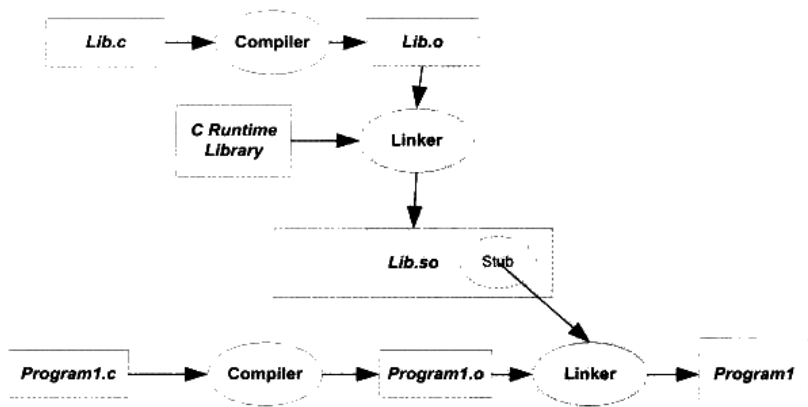 Lib.c
Compiler
Lib.o
C Runtime
Library
Linker
Lib.so
Stub
Program1.c
Compiler
Program1.o
Linker
Program1